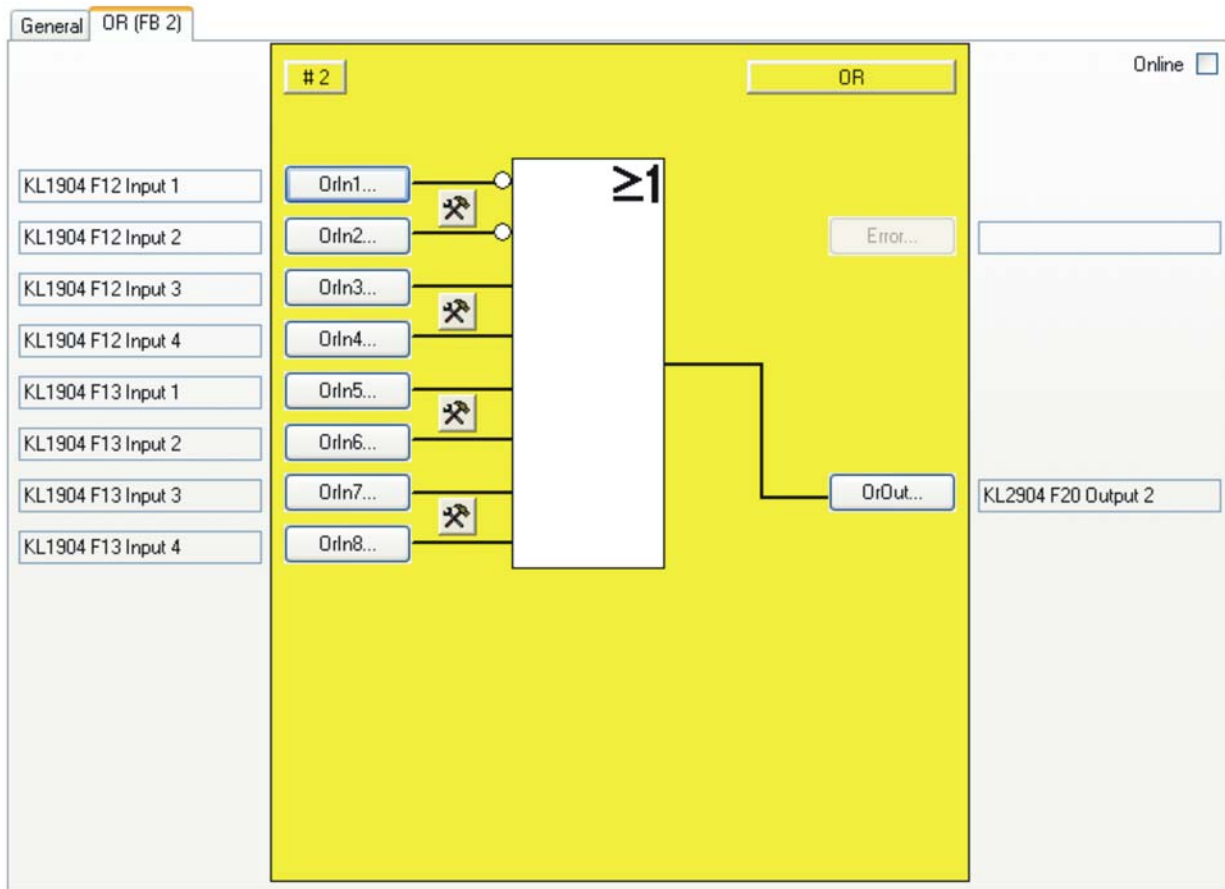 General OR (FB 2)
Online
# 2 OR
≥1
KL1904 F12 Input 1 OrIn1...
KL1904 F12 Input 2 OrIn2... Error...
KL1904 F12 Input 3 OrIn3...
KL1904 F12 Input 4 OrIn4...
KL1904 F13 Input 1 OrIn5...
KL1904 F13 Input 2 OrIn6...
KL1904 F13 Input 3 OrIn7... OrOut... KL2904 F20 Output 2
KL1904 F13 Input 4 OrIn8...